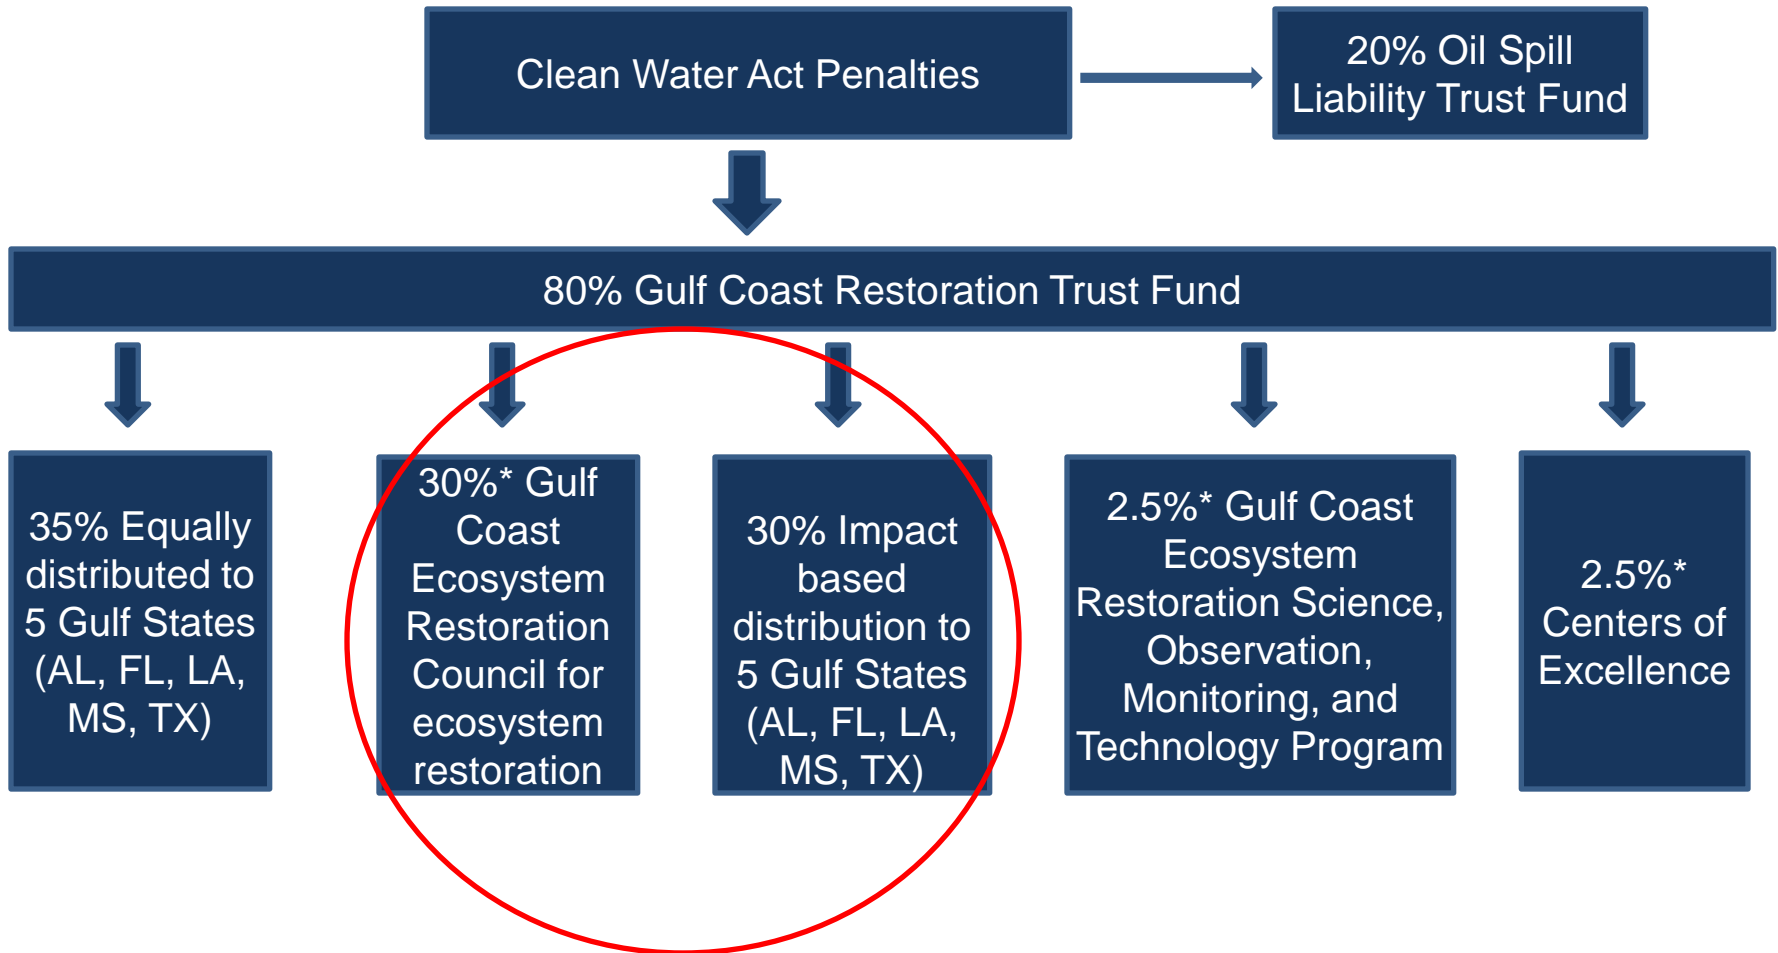 Clean Water Act Penalties
20% Oil Spill
Liability Trust Fund
80% Gulf Coast Restoration Trust Fund
35% Equally
distributed to
5 Gulf States
(AL, FL, LA,
MS, TX)
30%* Gulf
Coast
Ecosystem
Restoration
Council for
ecosystem
restoration
30% Impact
based
distribution to
5 Gulf States
(AL, FL, LA,
MS, TX)
2.5%* Gulf Coast
Ecosystem
Restoration Science,
Observation,
Monitoring, and
Technology Program
2.5%*
Centers of
Excellence